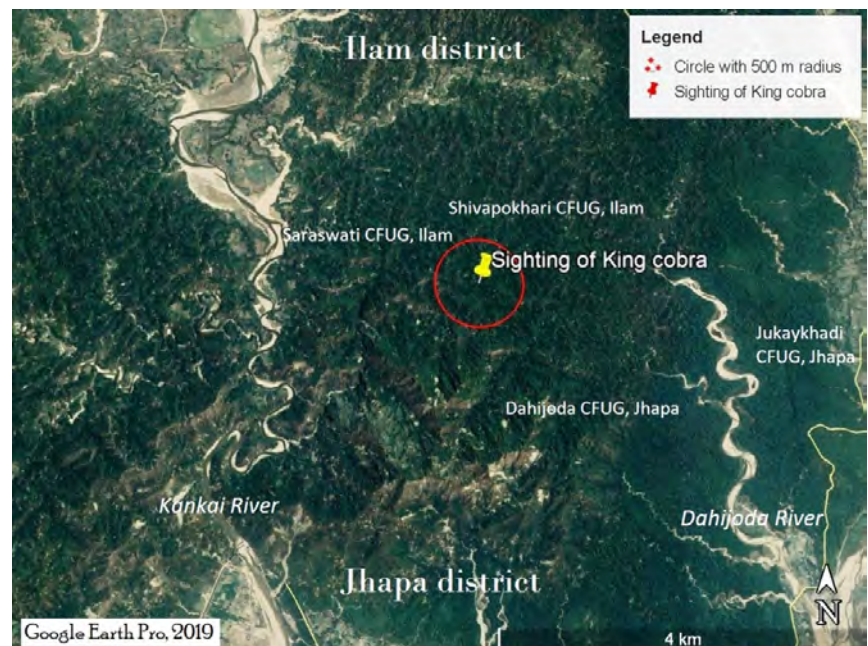 Ilam district
Legend
Circle with 500 m radius
Sighting of King cobra
Shivapokhari CFUG, Ilam
Saraswati CFUG, Ilam
Sighting of King cobra
Jukaykhadi
CFUG, Jhapa
Dahijoda CFUG, Jhapa
Kankai River
Dahijoda River
Jhapa district
N
Google Earth Pro, 2019
4 km